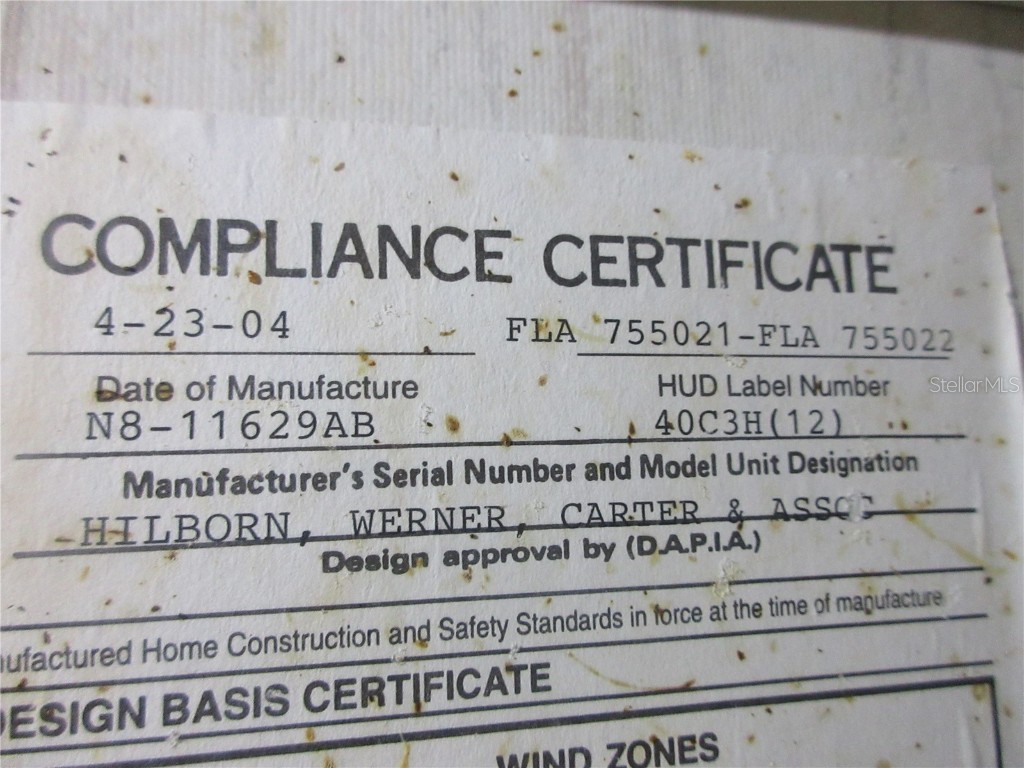 COMPLIANCE CERTIFICATE
4-23-04 FLA 755021-FLA 755022
Date of Manufacture HUD Label Number
StellarMLS
N8-11629AB 40C3H(12)
Manufacturer's Serial Number and Model Unit Designation
HILBORN, WERNER, CARTER & ASSOC
Design approval by (D.A.P.I.A.)
ufactured Home Construction and Safety Standards in force at the time of manufacture
DESIGN BASIS CERTIFICATE
WIND ZONES